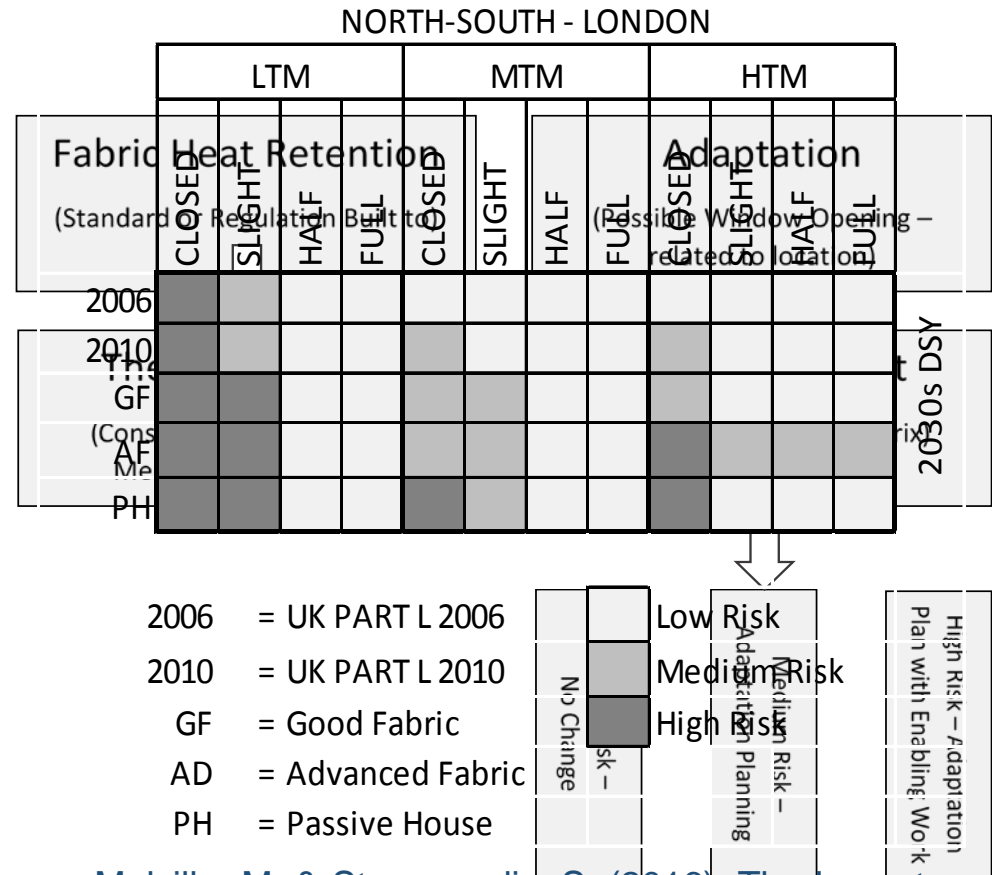 NORTH-SOUTH - LONDON
LTM MTM HTM
CLOSED SLIGHT HALF FULL CLOSED SLIGHT HALF FULL CLOSED SLIGHT HALF FULL
Fabric Heat Retention
(Standard or Regulation Built to)
Adaptation
(Possible Window Opening –
related to location)
2006
2010
GF
(Cons
AF
Me
PH
2030s DSY
2006 = UK PART L 2006
2010 = UK PART L 2010
GF = Good Fabric
AD = Advanced Fabric
PH = Passive House
Low Risk
Medium Risk
High Risk
No Change
Medium Risk –
Adaptation Planning
High Risk – Adaptation
Plan with Enabling Work